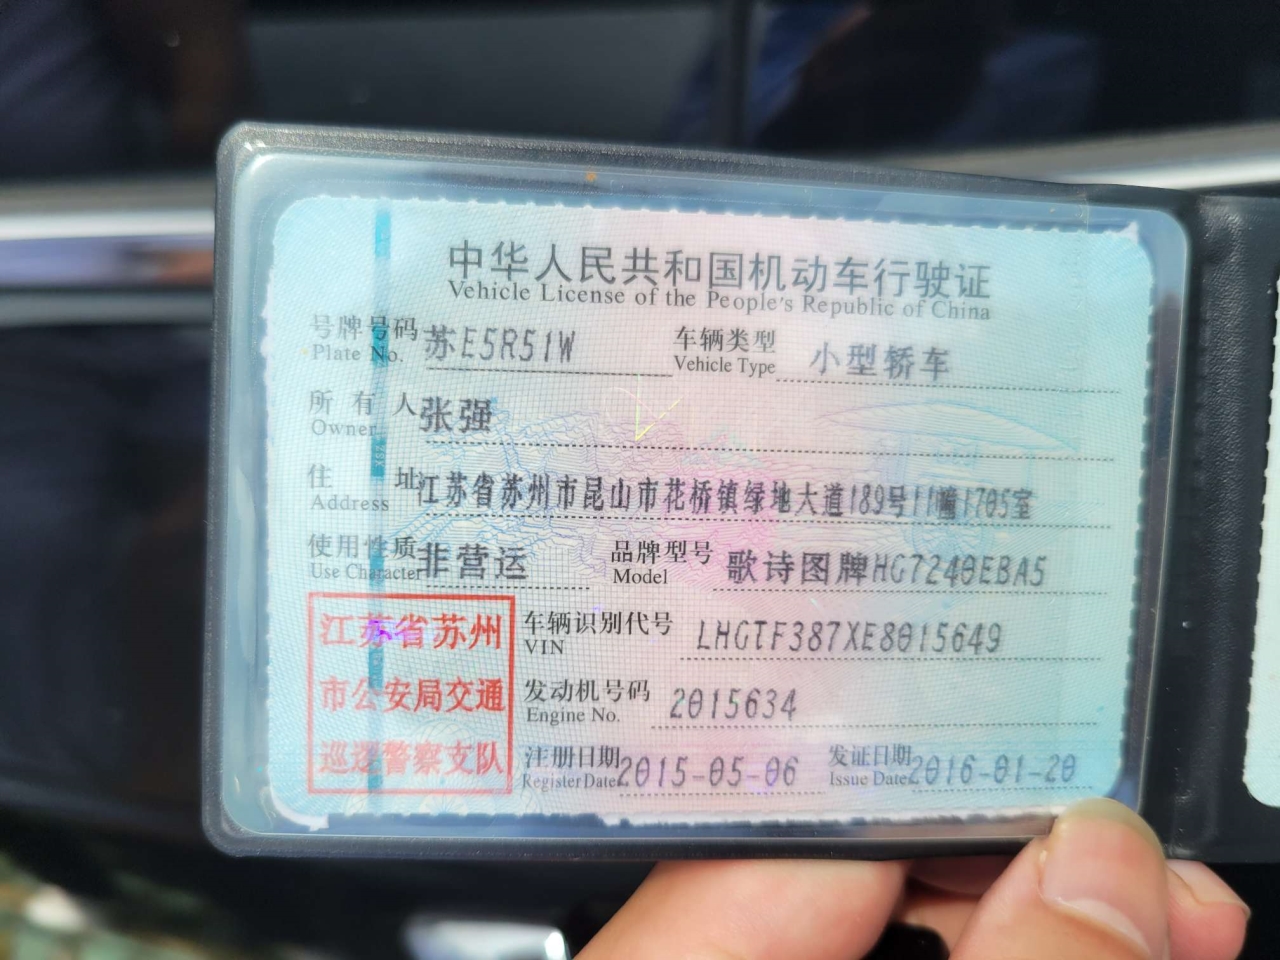 中华人民共和国机动车行驶证
Vehicle License of the People's Republic of China
号牌号码 苏E5R51W 车辆类型 小型轿车
Plate No. Vehicle Type
所有人 张强
Owner
住址 江苏省苏州市昆山市花桥镇绿地大道189号11幢1705室
Address
使用性质 非营运 品牌型号 歌诗图牌HG7240EBA5
Use Character Model
江苏省苏州
市公安局交通
巡逻警察支队
车辆识别代号 LHGTF387XE8015649
VIN
发动机号码 2015634
Engine No.
注册日期 2015-05-06 发证日期 2016-01-20
Register Date Issue Date